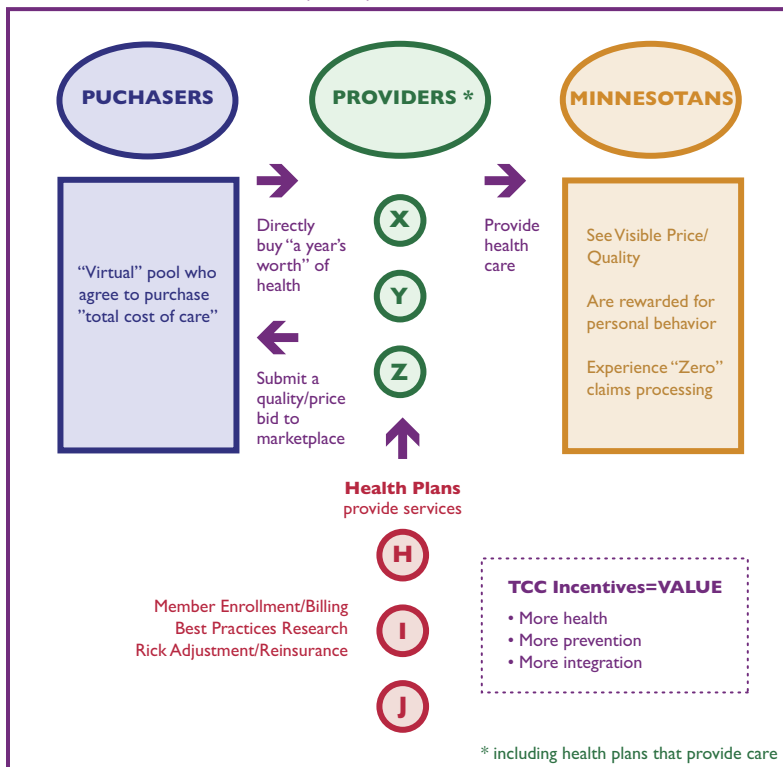 PUCHASERS
PROVIDERS *
MINNESOTANS
"Virtual" pool who
agree to purchase
"total cost of care"
Directly
buy "a year's
worth" of
health
Submit a
quality/price
bid to
marketplace
X
Y
Z
Provide
health
care
See Visible Price/
Quality
Are rewarded for
personal behavior
Experience "Zero"
claims processing
Health Plans
provide services
H
I
J
Member Enrollment/Billing
Best Practices Research
Rick Adjustment/Reinsurance
TCC Incentives=VALUE
• More health
• More prevention
• More integration
* including health plans that provide care